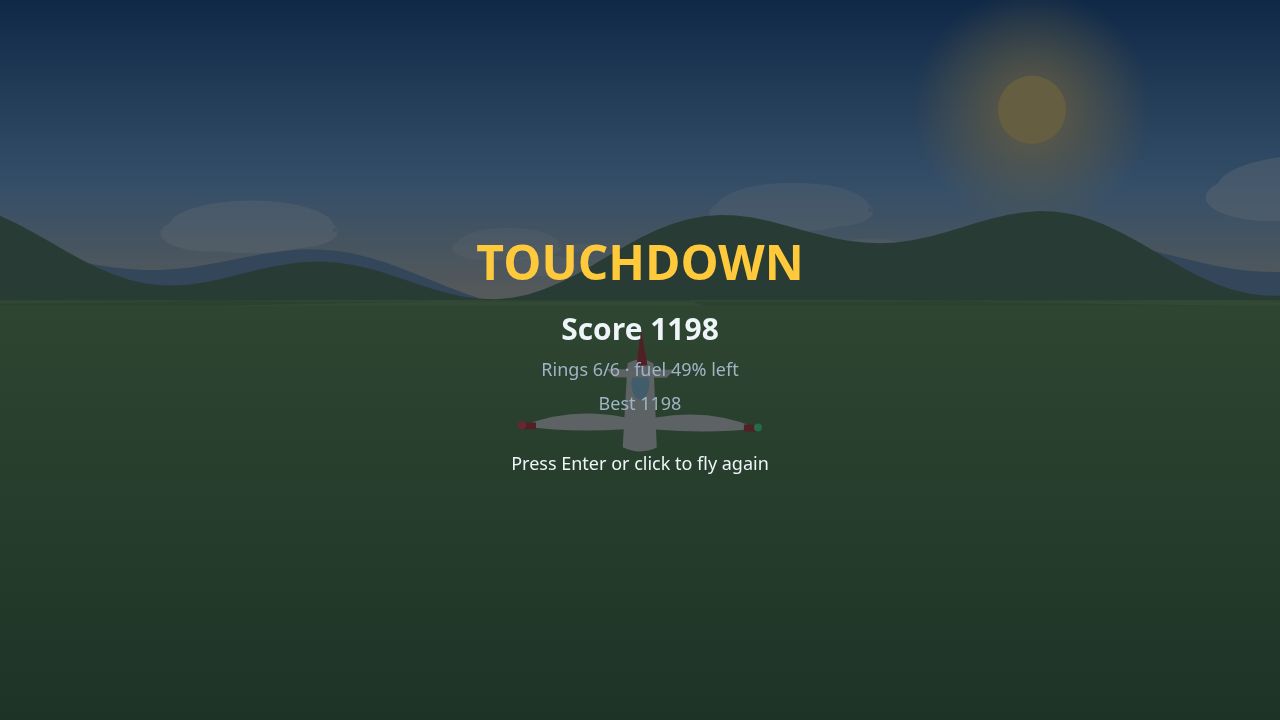 TOUCHDOWN
Score 1198
Rings 6/6 · fuel 49% left
Best 1198
Press Enter or click to fly again